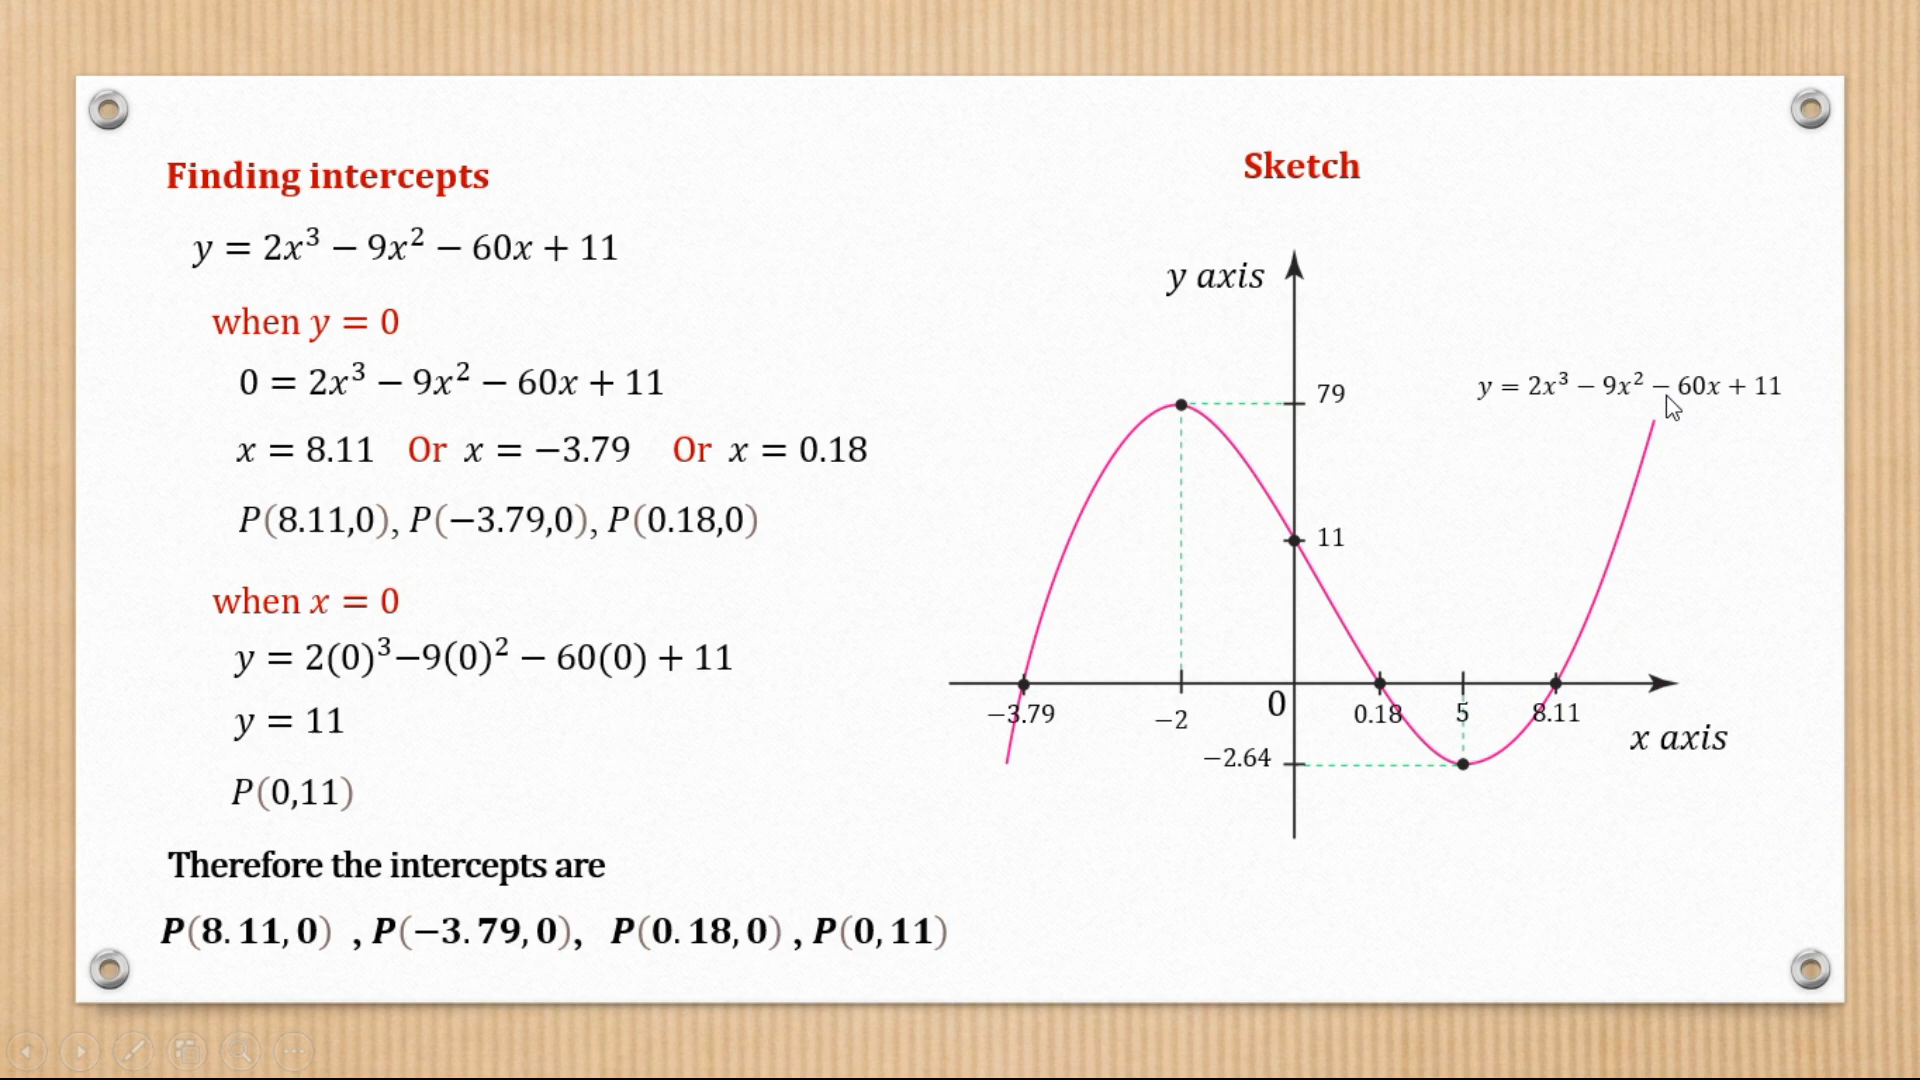 Finding intercepts
y = 2x³ − 9x² − 60x + 11
when y = 0
0 = 2x³ − 9x² − 60x + 11
x = 8.11 Or x = −3.79 Or x = 0.18
P(8.11,0), P(−3.79,0), P(0.18,0)
when x = 0
y = 2(0)³−9(0)² − 60(0) + 11
y = 11
P(0,11)
Therefore the intercepts are
P(8.11,0) , P(−3.79,0), P(0.18,0) , P(0,11)
Sketch
y axis
79
y = 2x³ − 9x² − 60x + 11
11
−3.79
−2
0
0.18
5
8.11
x axis
−2.64